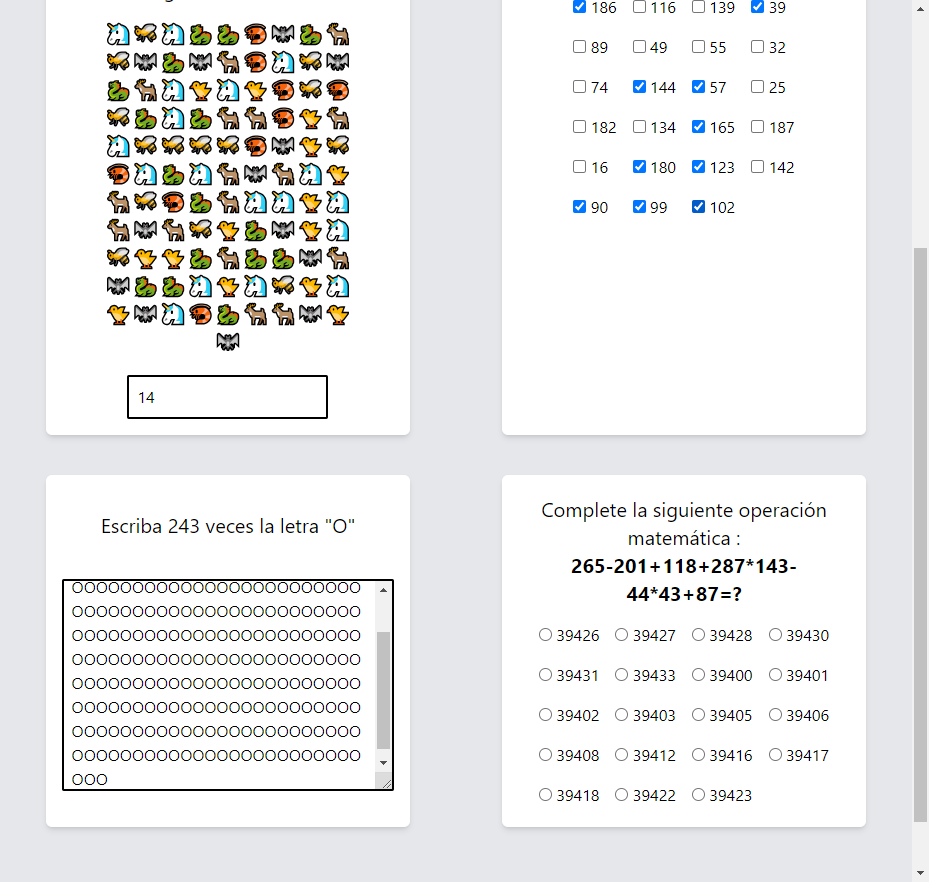 14
186 116 139 39
89 49 55 32
74 144 57 25
182 134 165 187
16 180 123 142
90 99 102
Escriba 243 veces la letra "O"
OOOOOOOOOOOOOOOOOOOOOOOO
OOOOOOOOOOOOOOOOOOOOOOOO
OOOOOOOOOOOOOOOOOOOOOOOO
OOOOOOOOOOOOOOOOOOOOOOOO
OOOOOOOOOOOOOOOOOOOOOOOO
OOOOOOOOOOOOOOOOOOOOOOOO
OOOOOOOOOOOOOOOOOOOOOOOO
OOOOOOOOOOOOOOOOOOOOOOOO
OOO
Complete la siguiente operación
matemática :
265-201+118+287*143-
44*43+87=?
39426 39427 39428 39430
39431 39433 39400 39401
39402 39403 39405 39406
39408 39412 39416 39417
39418 39422 39423